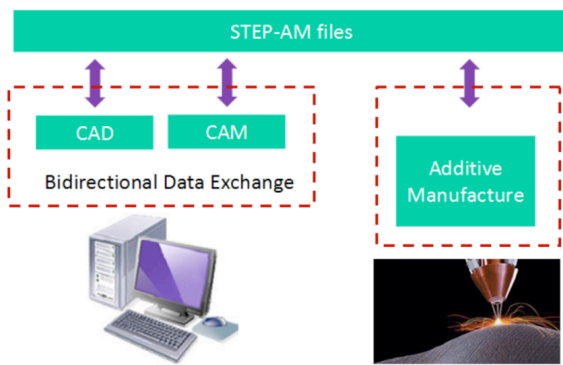 STEP-AM files
CAD
CAM
Bidirectional Data Exchange
Additive
Manufacture